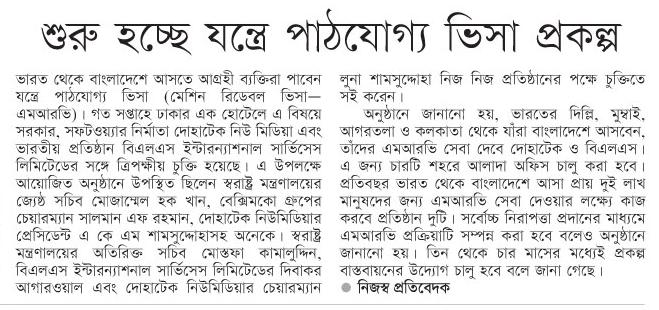 শুরু হচ্ছে যন্ত্রে পাঠযোগ্য ভিসা প্রকল্প
ভারত থেকে বাংলাদেশে আসতে আগ্রহী ব্যক্তিরা পাবেন
যন্ত্রে পাঠযোগ্য ভিসা (মেশিন রিডেবল ভিসা—
এমআরভি)। গত সপ্তাহে ঢাকার এক হোটেলে এ বিষয়ে
সরকার, সফটওয়্যার নির্মাতা দোহাটেক নিউ মিডিয়া এবং
ভারতীয় প্রতিষ্ঠান বিএলএস ইন্টারন্যাশনাল সার্ভিসেস
লিমিটেডের সঙ্গে ত্রিপক্ষীয় চুক্তি হয়েছে। এ উপলক্ষে
আয়োজিত অনুষ্ঠানে উপস্থিত ছিলেন স্বরাষ্ট্র মন্ত্রণালয়ের
জ্যেষ্ঠ সচিব মোজাম্মেল হক খান, বেক্সিমকো গ্রুপের
চেয়ারম্যান সালমান এফ রহমান, দোহাটেক নিউমিডিয়ার
প্রেসিডেন্ট এ কে এম শামসুদ্দোহাসহ অনেকে। স্বরাষ্ট্র
মন্ত্রণালয়ের অতিরিক্ত সচিব মোস্তফা কামালুদ্দিন,
বিএলএস ইন্টারন্যাশনাল সার্ভিসেস লিমিটেডের দিবাকর
আগারওয়াল এবং দোহাটেক নিউমিডিয়ার চেয়ারম্যান
লুনা শামসুদ্দোহা নিজ নিজ প্রতিষ্ঠানের পক্ষে চুক্তিতে
সই করেন।
অনুষ্ঠানে জানানো হয়, ভারতের দিল্লি, মুম্বাই,
আগরতলা ও কলকাতা থেকে যাঁরা বাংলাদেশে আসবেন,
তাঁদের এমআরভি সেবা দেবে দোহাটেক ও বিএলএস।
এ জন্য চারটি শহরে আলাদা অফিস চালু করা হবে।
প্রতিবছর ভারত থেকে বাংলাদেশে আসা প্রায় দুই লাখ
মানুষদের জন্য এমআরভি সেবা দেওয়ার লক্ষ্যে কাজ
করবে প্রতিষ্ঠান দুটি। সর্বোচ্চ নিরাপত্তা প্রদানের মাধ্যমে
এমআরভি প্রক্রিয়াটি সম্পন্ন করা হবে বলেও অনুষ্ঠানে
জানানো হয়। তিন থেকে চার মাসের মধ্যেই প্রকল্প
বাস্তবায়নের উদ্যোগ চালু হবে বলে জানা গেছে।
● নিজস্ব প্রতিবেদক